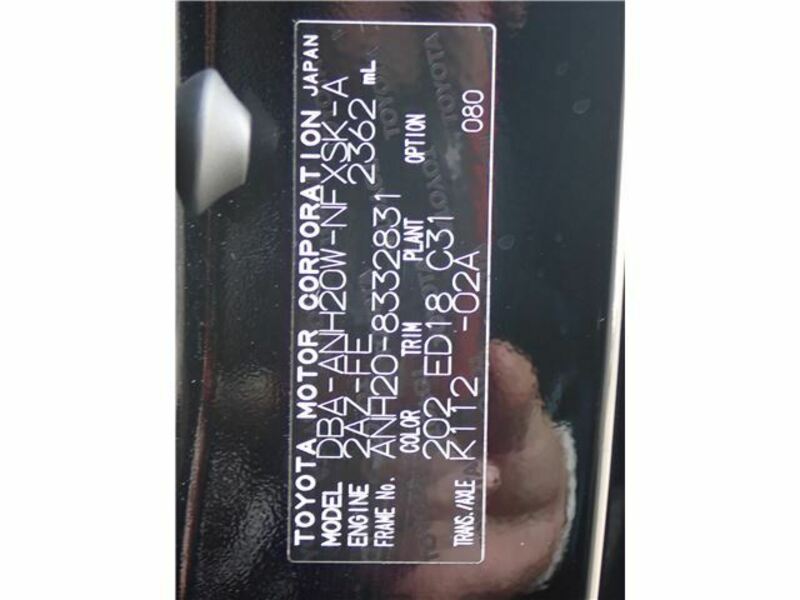 TOYOTA MOTOR CORPORATION JAPAN
MODEL DBA-ANH20W-NFXSK-A
ENGINE 2AZ-FE 2362 mL
FRAME No. ANH20-8332831
COLOR TRIM PLANT OPTION
202 ED18 C31
TRANS./AXLE K112 -02A 080